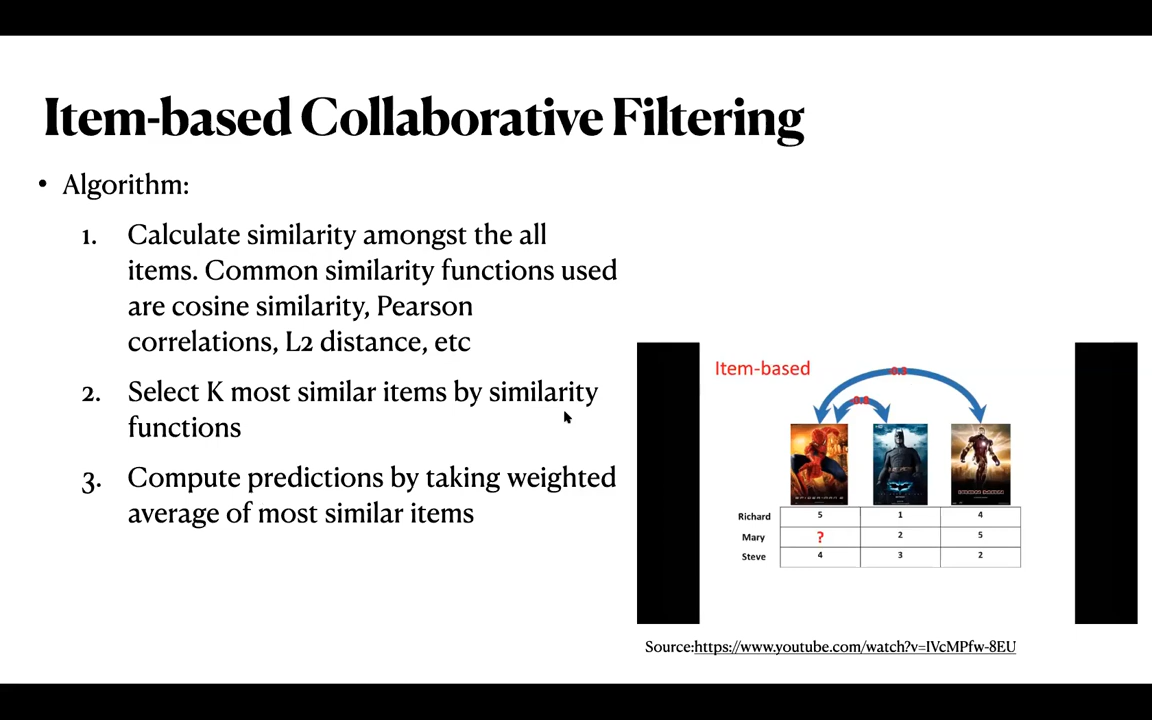 Item-based Collaborative Filtering
• Algorithm:
1. Calculate similarity amongst the all
items. Common similarity functions used
are cosine similarity, Pearson
correlations, L2 distance, etc
2. Select K most similar items by similarity
functions
3. Compute predictions by taking weighted
average of most similar items
Item-based
Richard 5 1 4
Mary ? 2 5
Steve 4 3 2
Source:https://www.youtube.com/watch?v=IVcMPfw-8EU